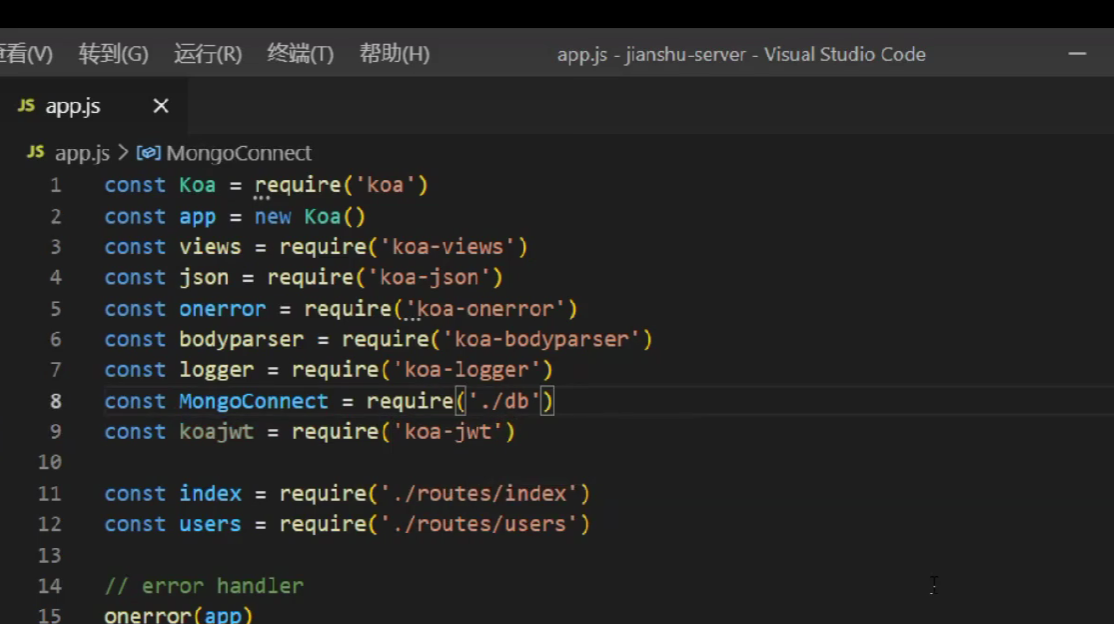 查看(V) 转到(G) 运行(R) 终端(T) 帮助(H) app.js - jianshu-server - Visual Studio Code
JS app.js
JS app.js > MongoConnect
1 const Koa = require('koa')
2 const app = new Koa()
3 const views = require('koa-views')
4 const json = require('koa-json')
5 const onerror = require('koa-onerror')
6 const bodyparser = require('koa-bodyparser')
7 const logger = require('koa-logger')
8 const MongoConnect = require('./db')
9 const koajwt = require('koa-jwt')
10
11 const index = require('./routes/index')
12 const users = require('./routes/users')
13
14 // error handler
15 onerror(app)